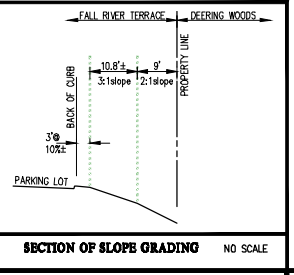 FALL RIVER TERRACE
DEERING WOODS
10.8'±
9'
3:1slope
2:1slope
PROPERTY LINE
BACK OF CURB
3'@
10%±
PARKING LOT
SECTION OF SLOPE GRADING NO SCALE